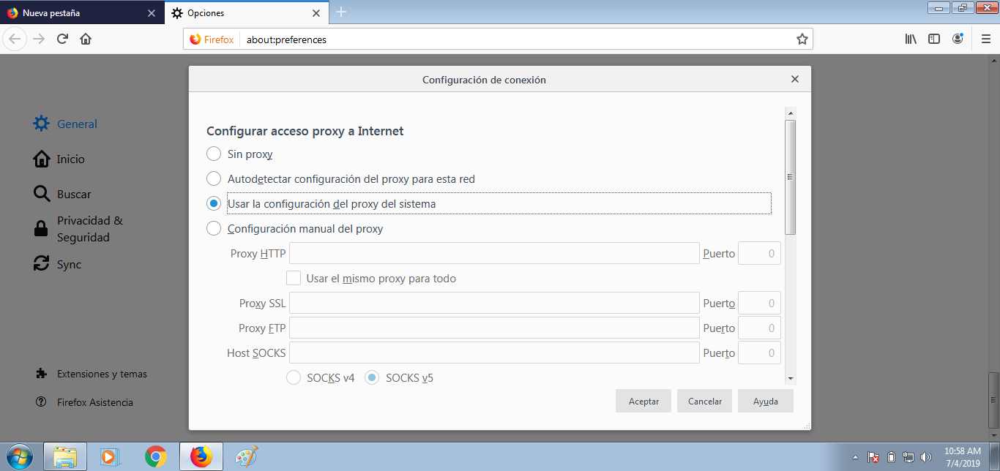 Nueva pestaña
Opciones
Firefox
about:preferences
Configuración de conexión
General
Inicio
Buscar
Privacidad &
Seguridad
Sync
Extensiones y temas
Firefox Asistencia
Configurar acceso proxy a Internet
Sin proxy
Autodetectar configuración del proxy para esta red
Usar la configuración del proxy del sistema
Configuración manual del proxy
Proxy HTTP
Puerto 0
Usar el mismo proxy para todo
Proxy SSL
Puerto 0
Proxy FTP
Puerto 0
Host SOCKS
Puerto 0
SOCKS v4
SOCKS v5
Aceptar
Cancelar
Ayuda
10:58 AM
7/4/2019